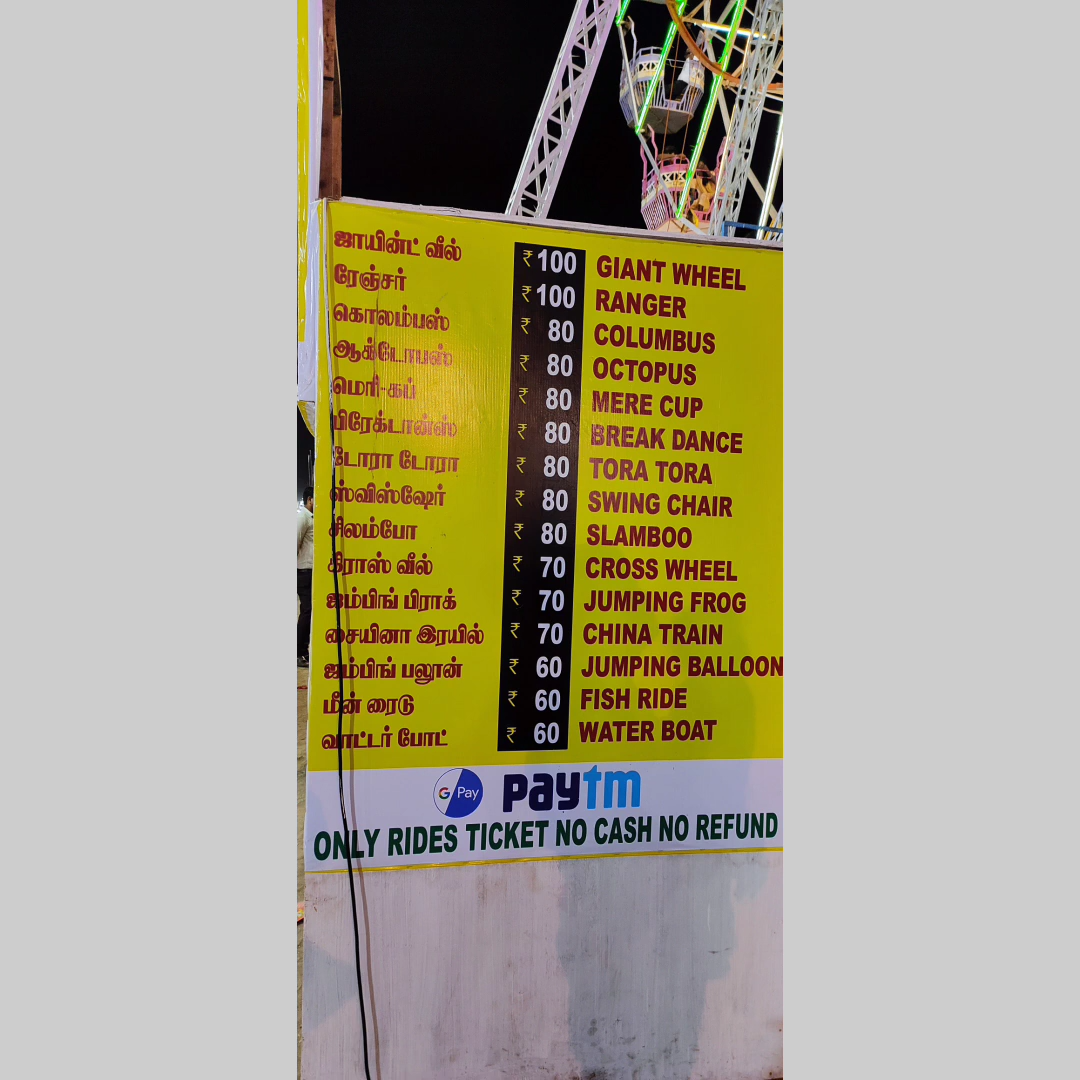 ஜாயின்ட் வீல் ₹ 100 GIANT WHEEL
ரேஞ்சர் ₹ 100 RANGER
கொலம்பஸ் ₹ 80 COLUMBUS
ஆக்டோபஸ் ₹ 80 OCTOPUS
மெரி-கப் ₹ 80 MERE CUP
பிரேக்டான்ஸ் ₹ 80 BREAK DANCE
டோரா டோரா ₹ 80 TORA TORA
ஸ்விஸ்ஷேர் ₹ 80 SWING CHAIR
சிலம்போ ₹ 80 SLAMBOO
கிராஸ் வீல் ₹ 70 CROSS WHEEL
ஜம்பிங் பிராக் ₹ 70 JUMPING FROG
சையினா இரயில் ₹ 70 CHINA TRAIN
ஜம்பிங் பலூன் ₹ 60 JUMPING BALLOON
மீன் ரைடு ₹ 60 FISH RIDE
வாட்டர் போட் ₹ 60 WATER BOAT
G Pay paytm
ONLY RIDES TICKET NO CASH NO REFUND